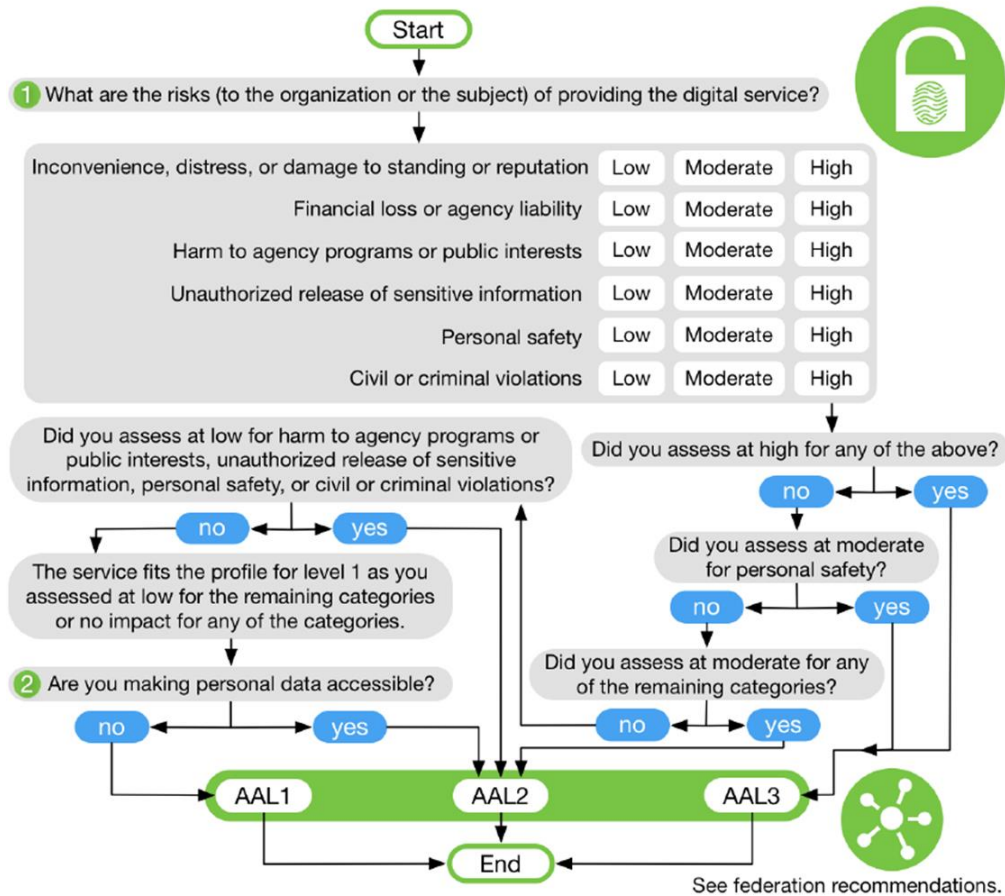 Start
1 What are the risks (to the organization or the subject) of providing the digital service?
Inconvenience, distress, or damage to standing or reputation Low Moderate High
Financial loss or agency liability Low Moderate High
Harm to agency programs or public interests Low Moderate High
Unauthorized release of sensitive information Low Moderate High
Personal safety Low Moderate High
Civil or criminal violations Low Moderate High
Did you assess at high for any of the above?
no yes
Did you assess at moderate
for personal safety?
no yes
Did you assess at moderate for any
of the remaining categories?
no yes
Did you assess at low for harm to agency programs or
public interests, unauthorized release of sensitive
information, personal safety, or civil or criminal violations?
no yes
The service fits the profile for level 1 as you
assessed at low for the remaining categories
or no impact for any of the categories.
2 Are you making personal data accessible?
no yes
AAL1 AAL2 AAL3
End
See federation recommendations.